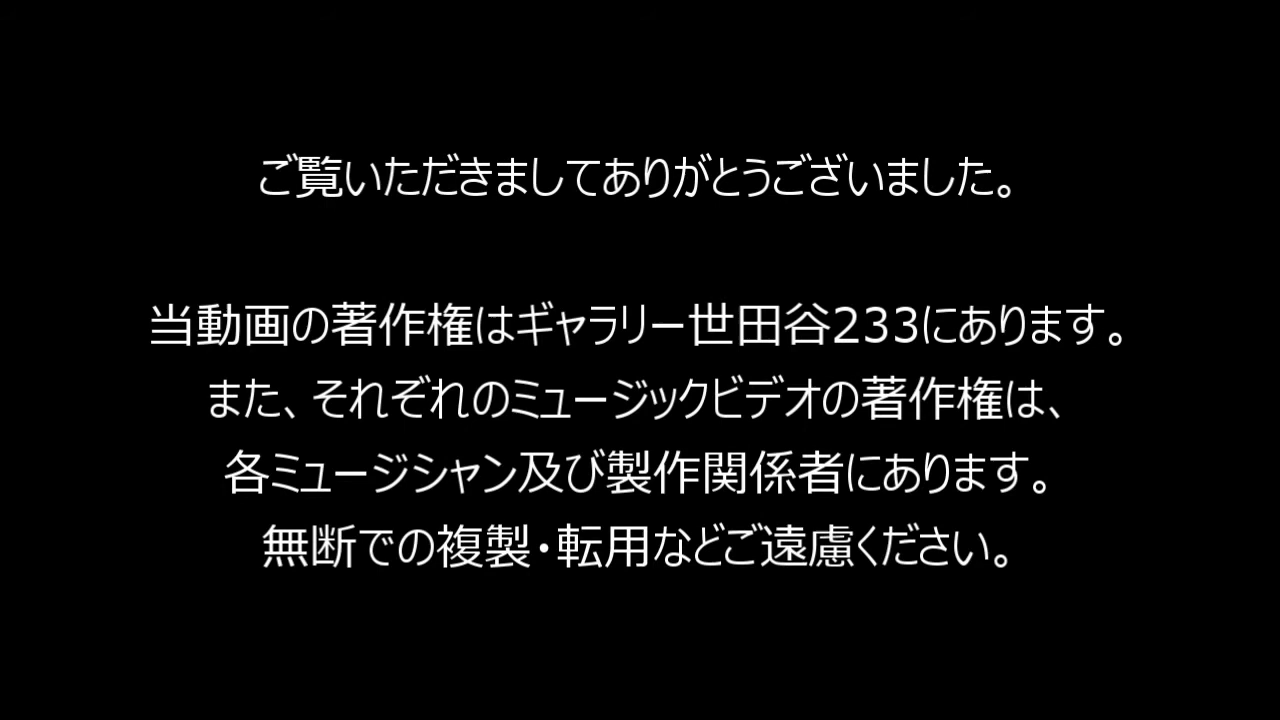 ご覧いただきましてありがとうございました。
当動画の著作権はギャラリー世田谷233にあります。
また、それぞれのミュージックビデオの著作権は、
各ミュージシャン及び製作関係者にあります。
無断での複製・転用などご遠慮ください。